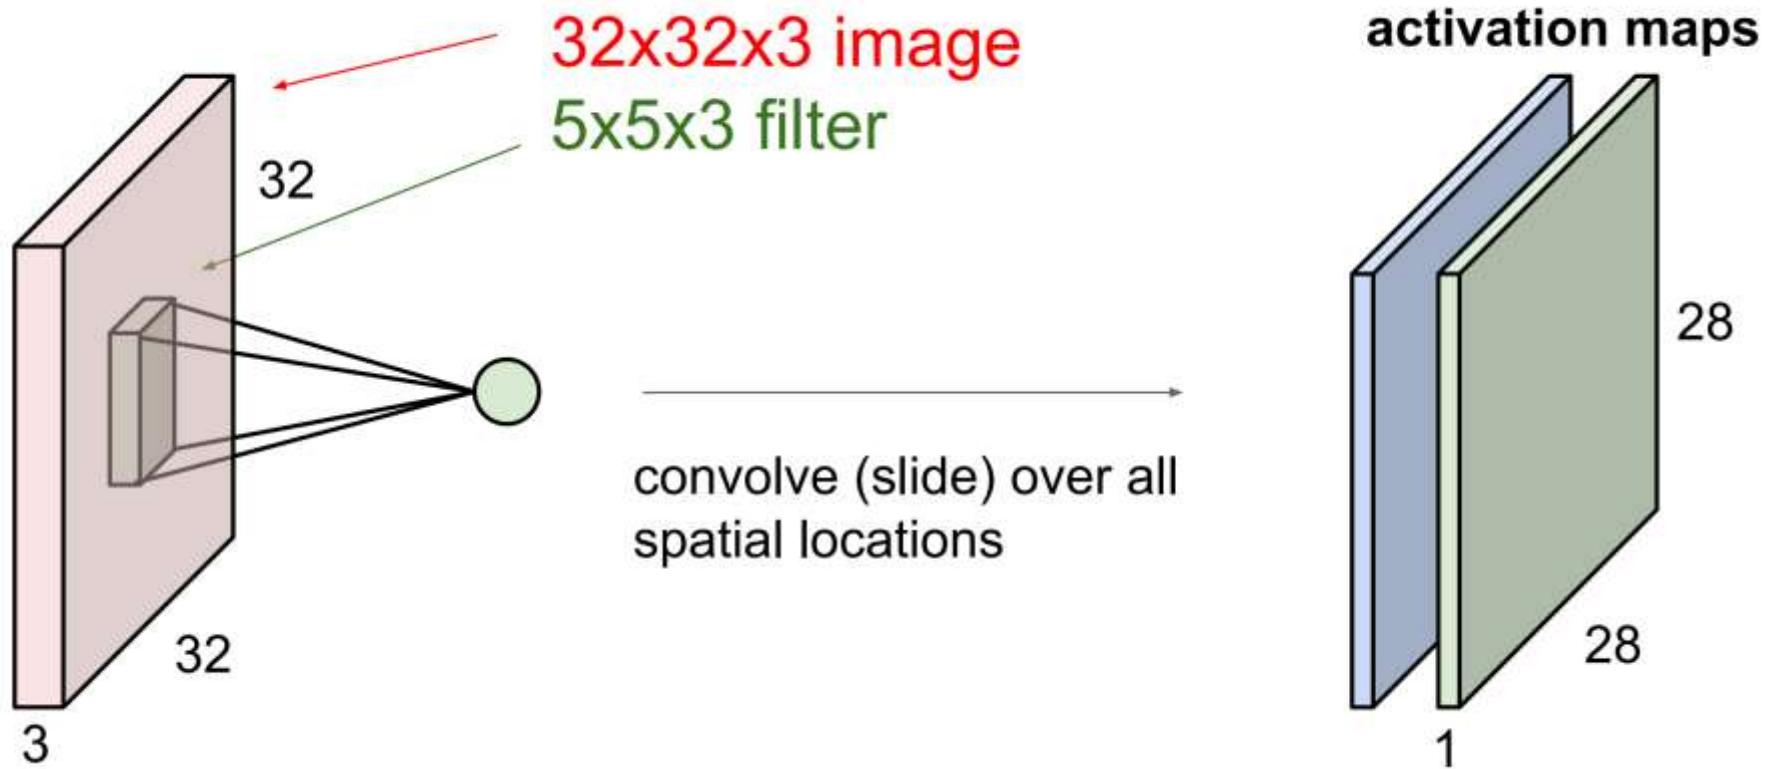 32x32x3 image
5x5x3 filter
32
32
3
convolve (slide) over all
spatial locations
activation maps
28
28
1